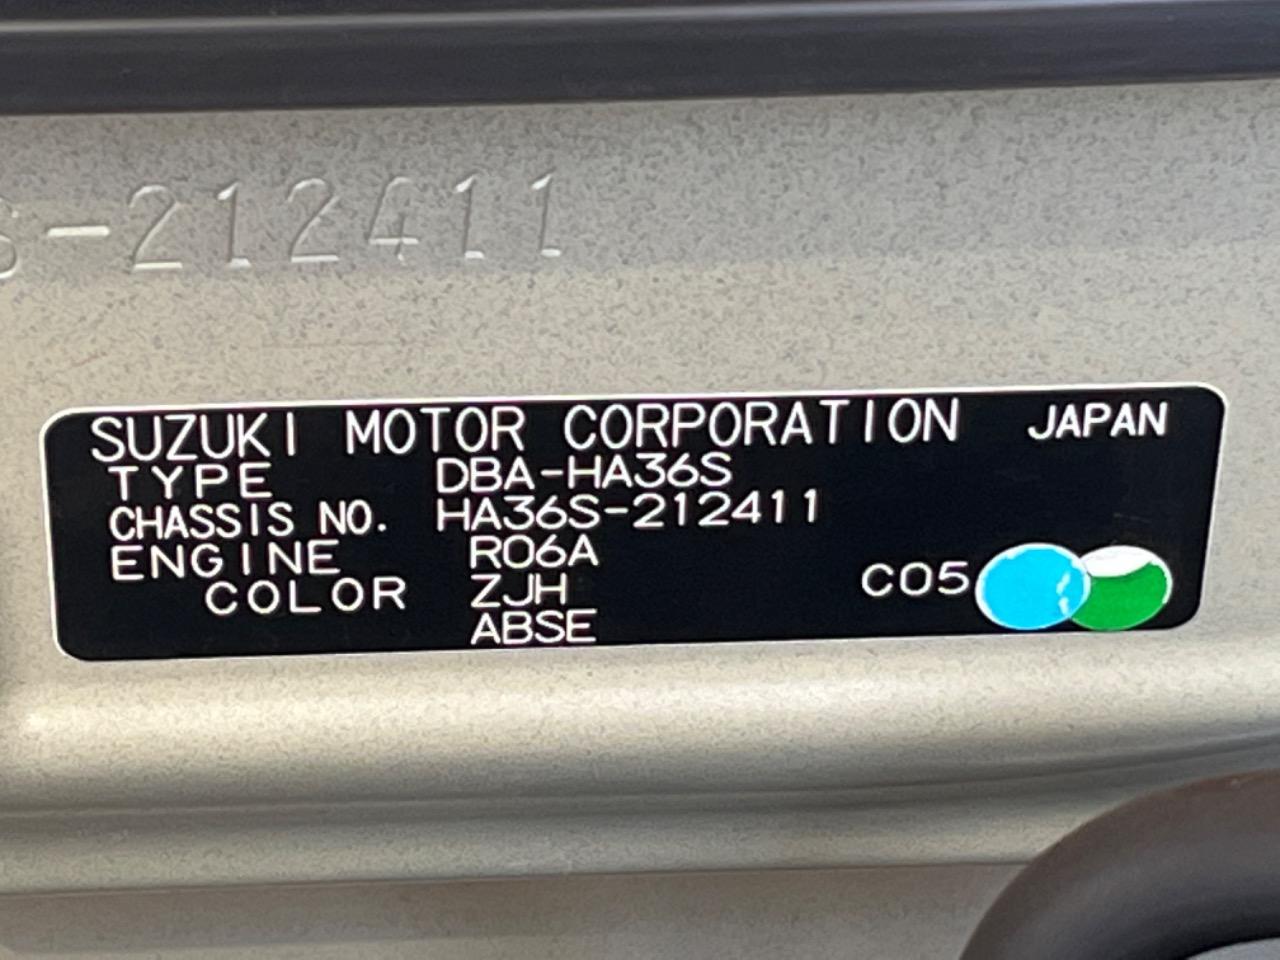 S-212411
SUZUKI MOTOR CORPORATION JAPAN
TYPE DBA-HA36S
CHASSIS NO. HA36S-212411
ENGINE R06A
COLOR ZJH C05
ABSE